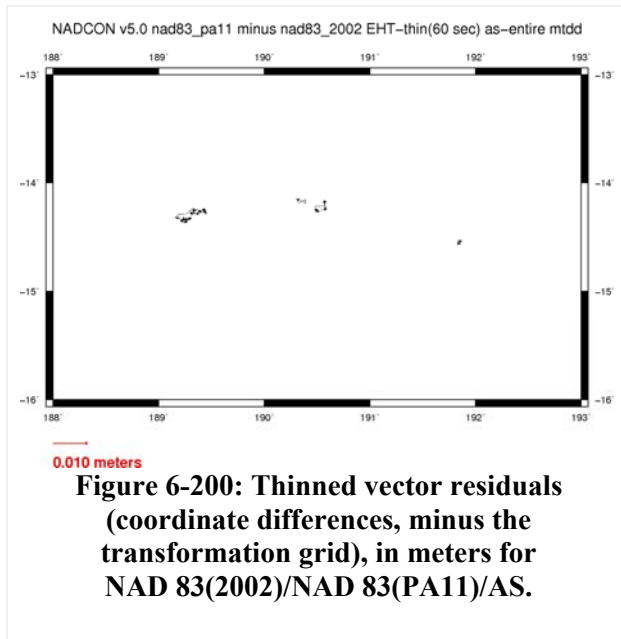 NADCON v5.0 nad83_pa11 minus nad83_2002 EHT-thin(60 sec) as-entire mtdd
188° 189° 190° 191° 192° 193°
-13° -13°
-14° -14°
-15° -15°
-16° -16°
188° 189° 190° 191° 192° 193°
0.010 meters
Figure 6-200: Thinned vector residuals
(coordinate differences, minus the
transformation grid), in meters for
NAD 83(2002)/NAD 83(PA11)/AS.